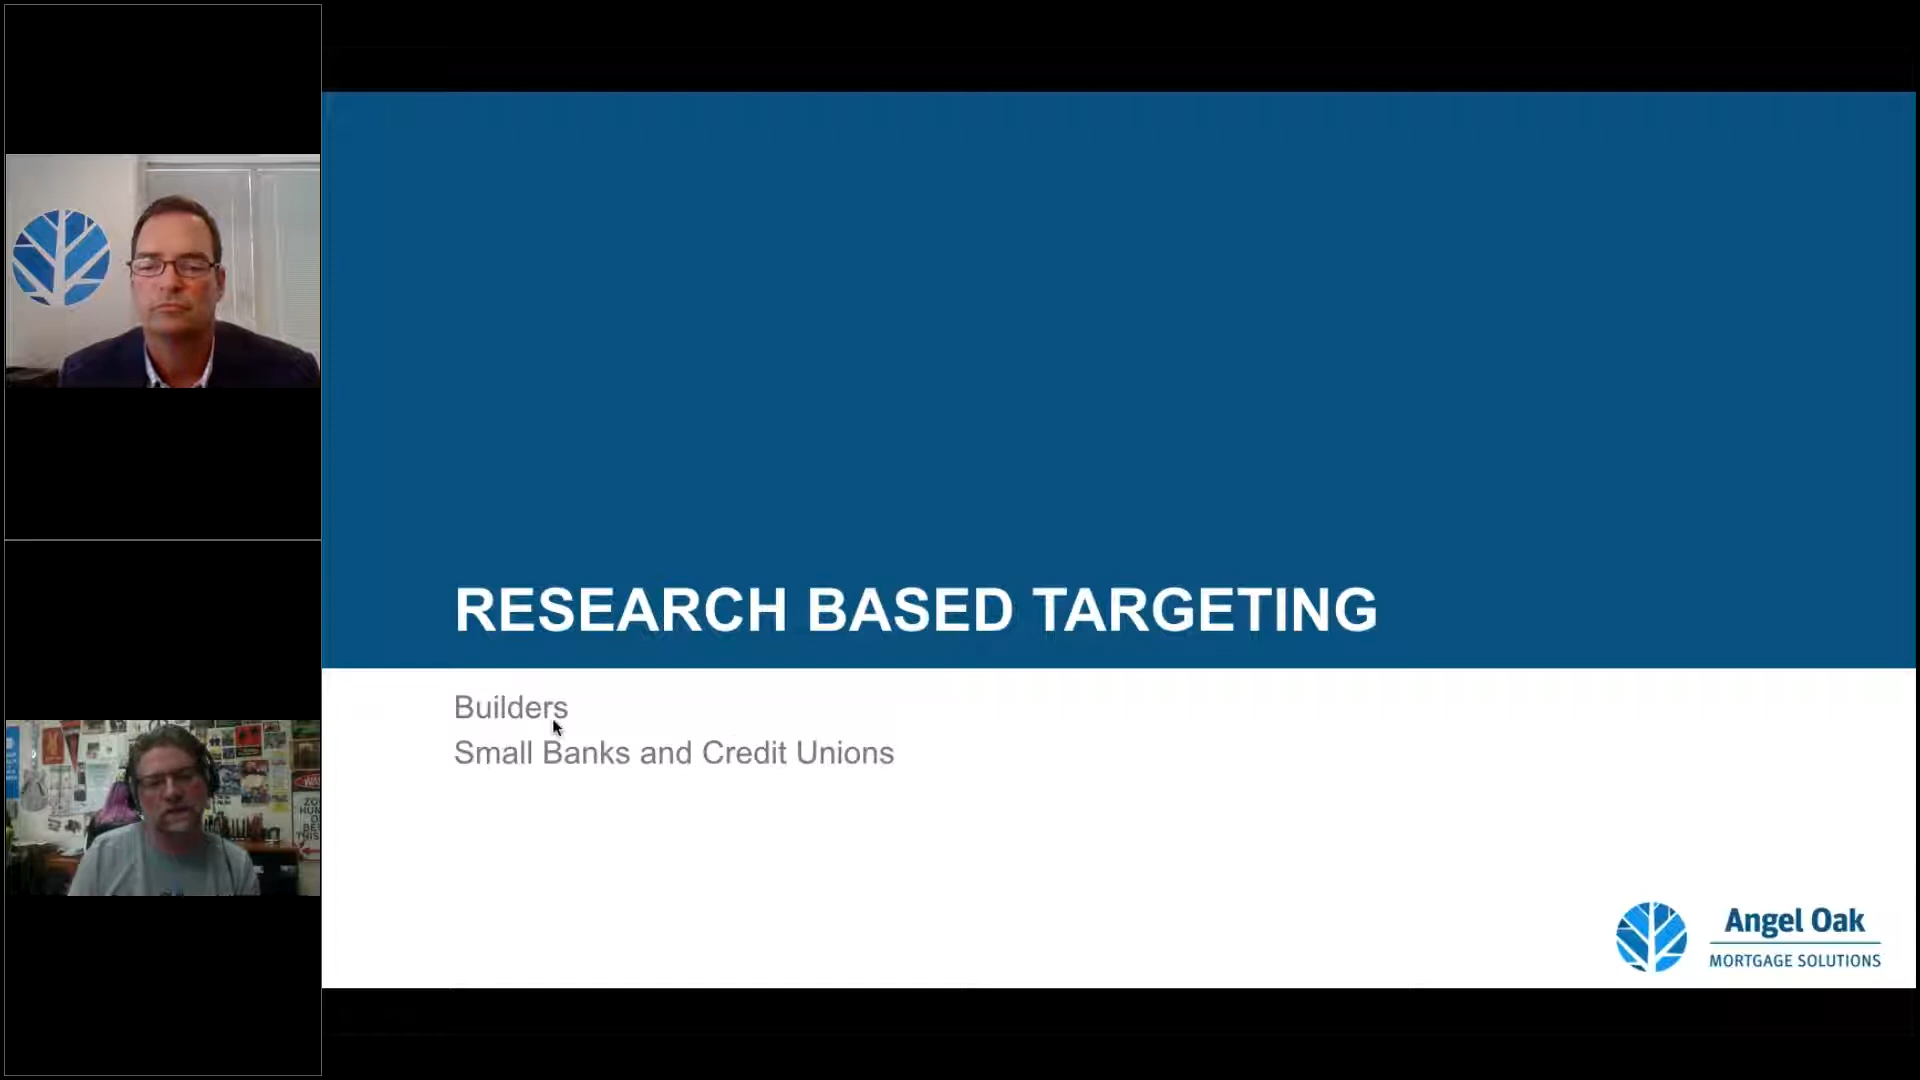 RESEARCH BASED TARGETING
Builders
Small Banks and Credit Unions
Angel Oak
MORTGAGE SOLUTIONS